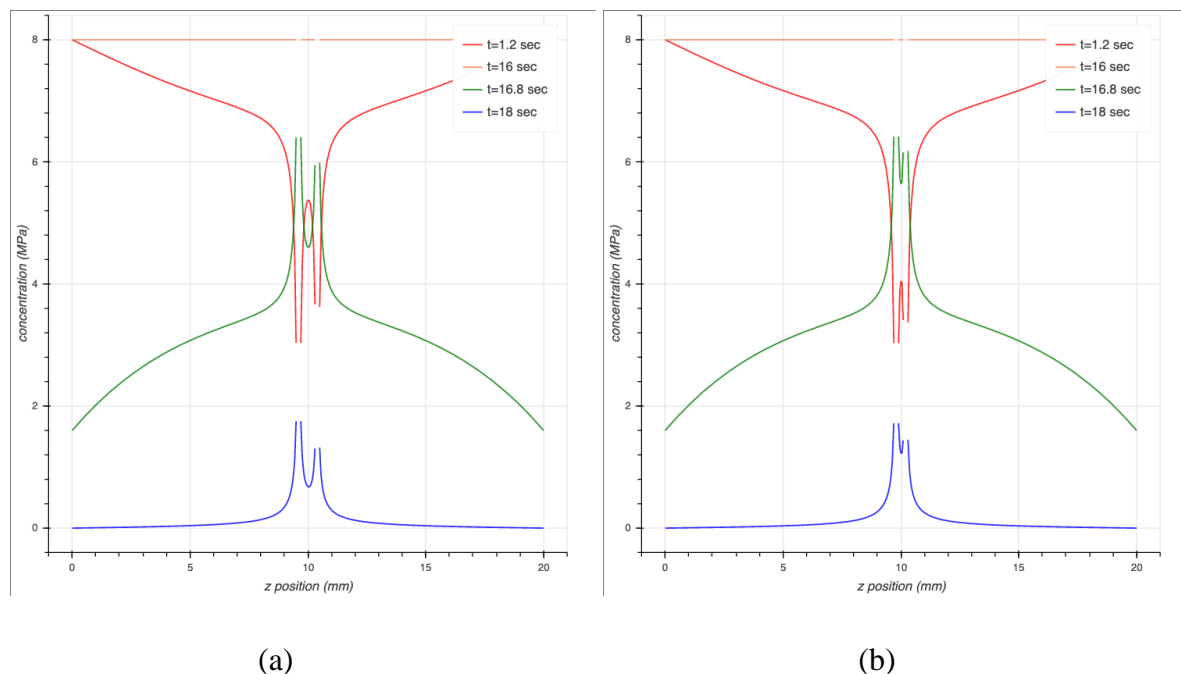 8
6
4
2
0
concentration (MPa)
t=1.2 sec
t=16 sec
t=16.8 sec
t=18 sec
0
5
10
15
20
z position (mm)
(a)
8
6
4
2
0
concentration (MPa)
t=1.2 sec
t=16 sec
t=16.8 sec
t=18 sec
0
5
10
15
20
z position (mm)
(b)